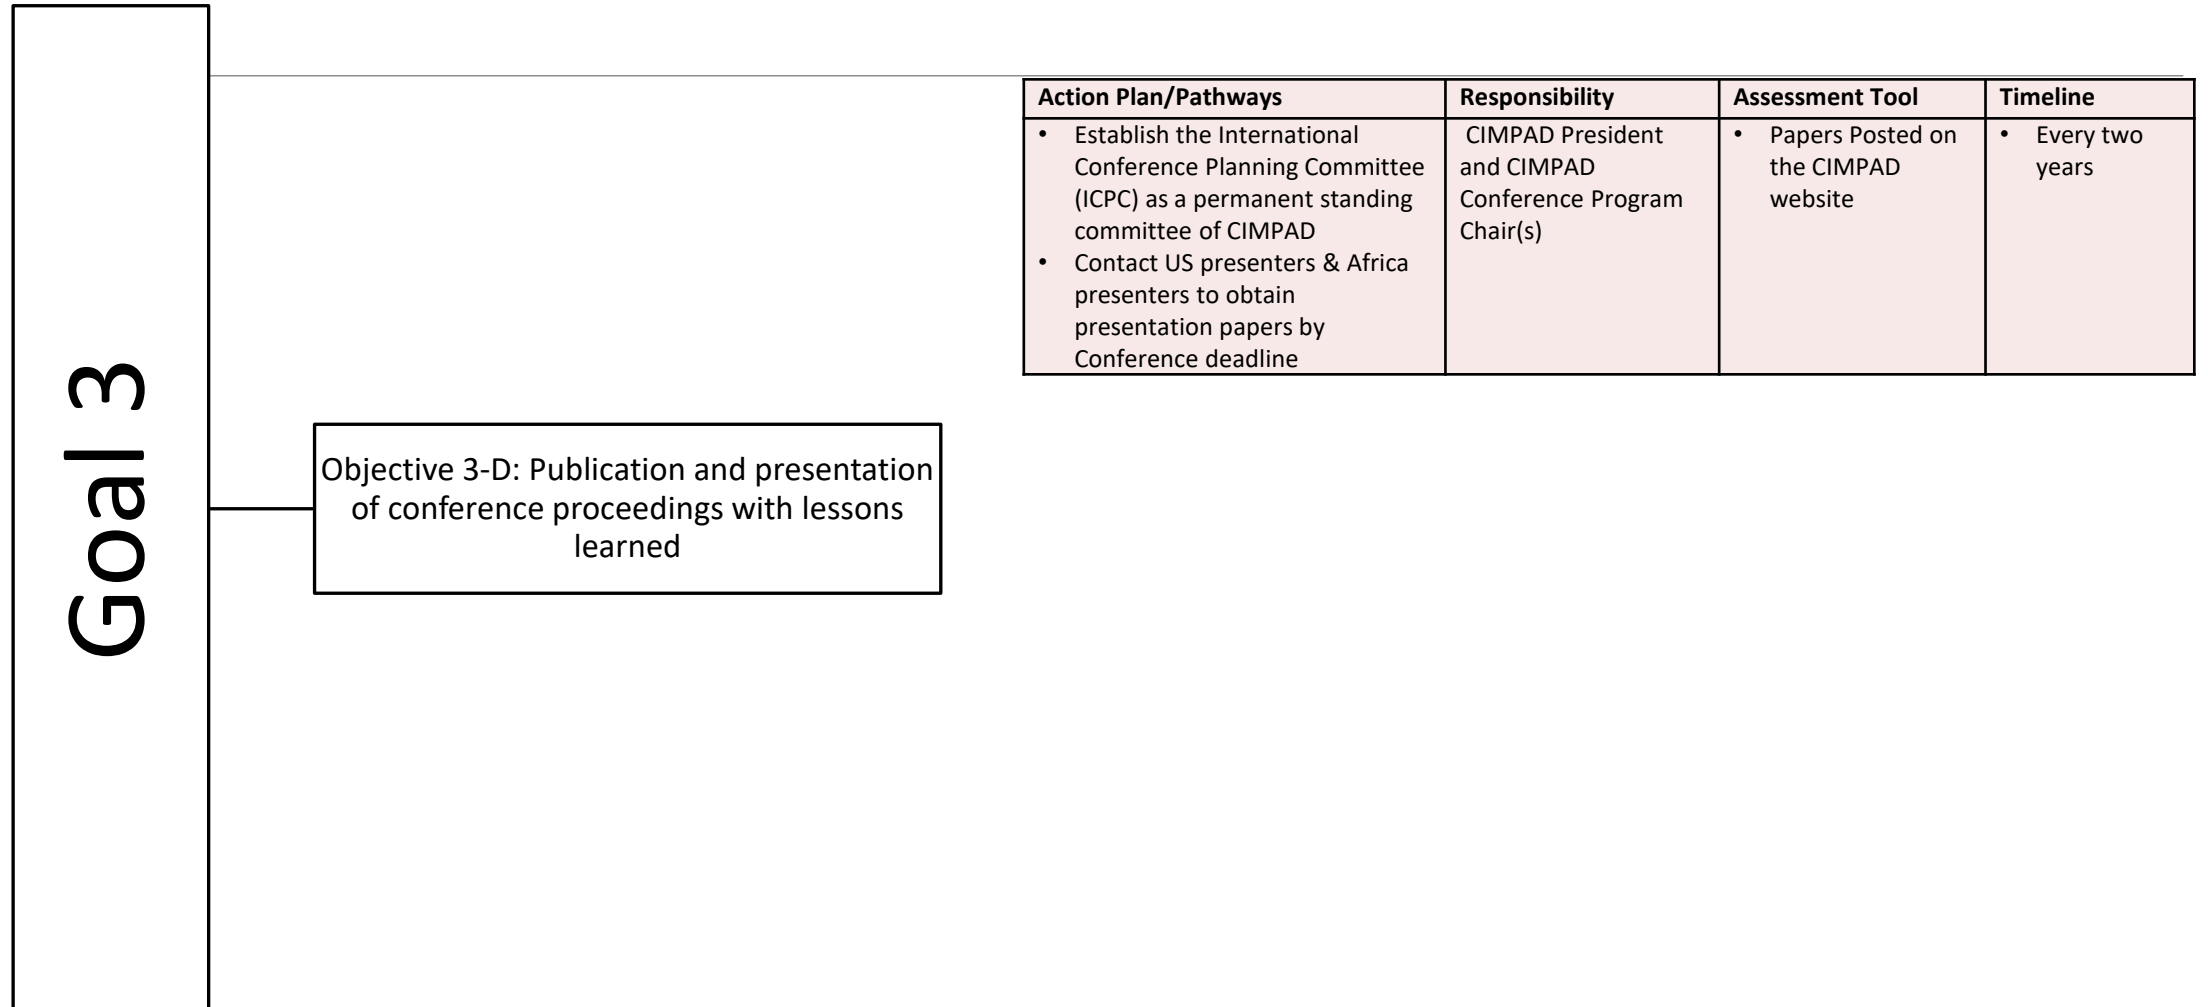 Goal 3
Objective 3-D: Publication and presentation
of conference proceedings with lessons
learned
Action Plan/Pathways
Responsibility
Assessment Tool
Timeline
• Establish the International
Conference Planning Committee
(ICPC) as a permanent standing
committee of CIMPAD
• Contact US presenters & Africa
presenters to obtain
presentation papers by
Conference deadline
CIMPAD President
and CIMPAD
Conference Program
Chair(s)
• Papers Posted on
the CIMPAD
website
• Every two
years